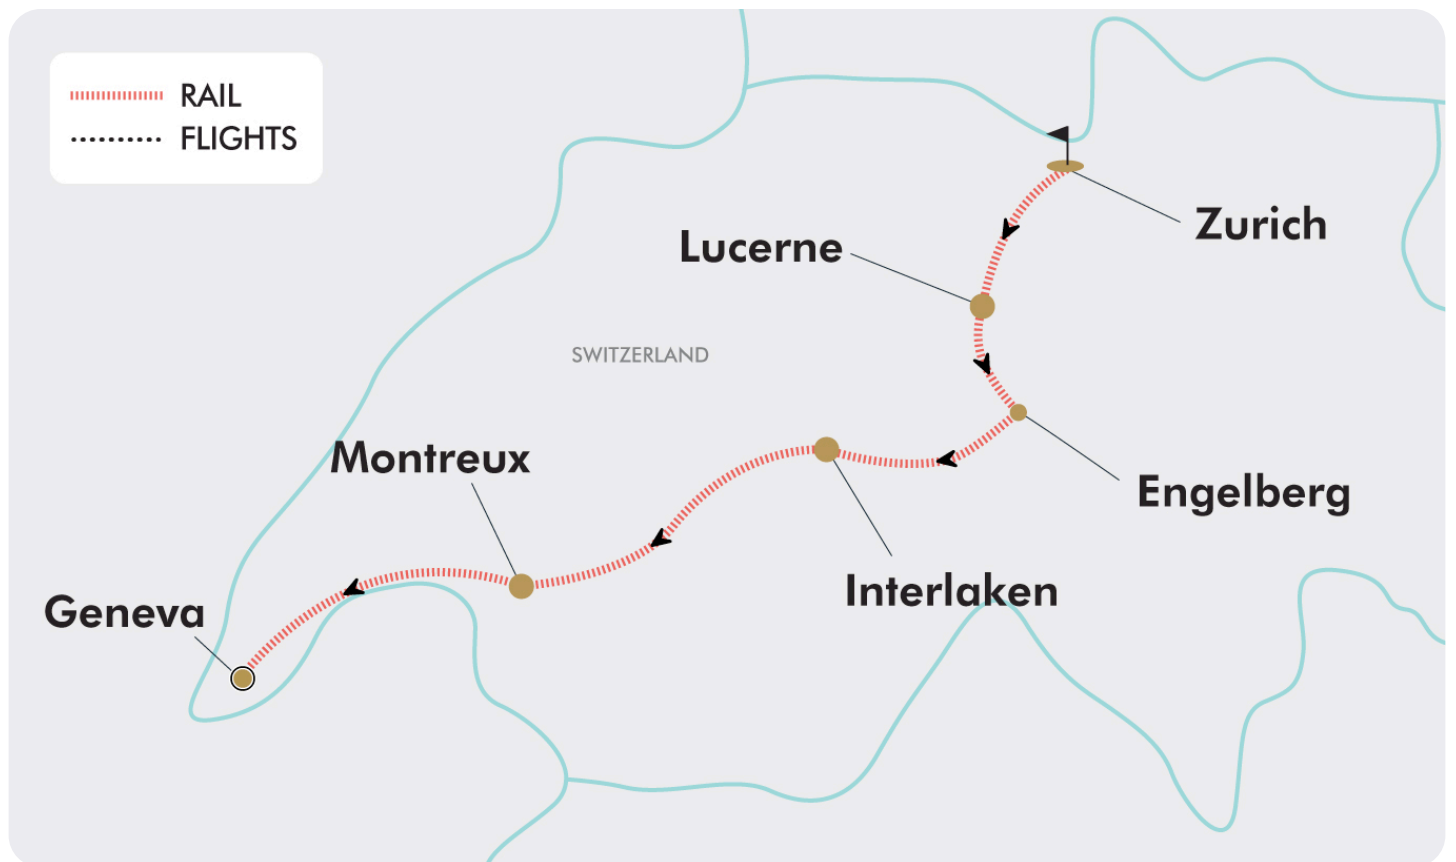 RAIL
FLIGHTS
Zurich
Lucerne
SWITZERLAND
Montreux
Engelberg
Interlaken
Geneva